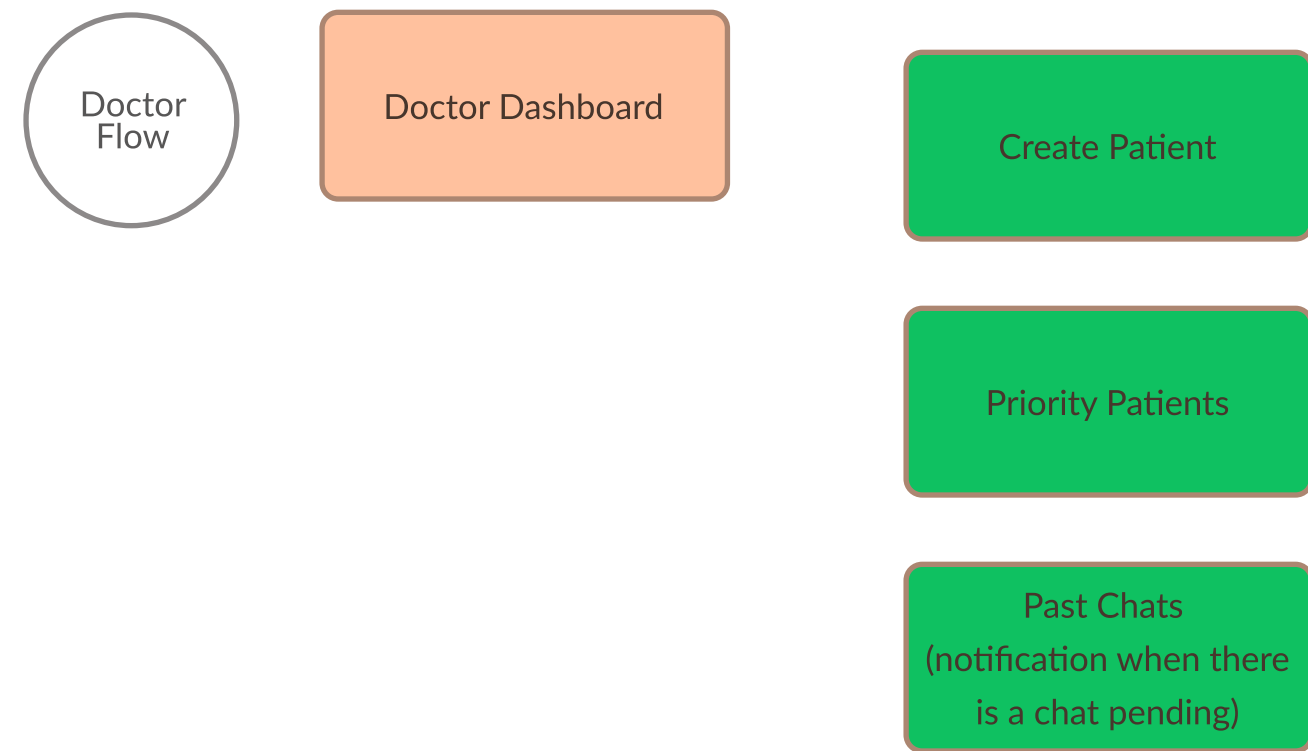 Doctor
Flow
Doctor Dashboard
Create Patient
Priority Patients
Past Chats
(notification when there
is a chat pending)